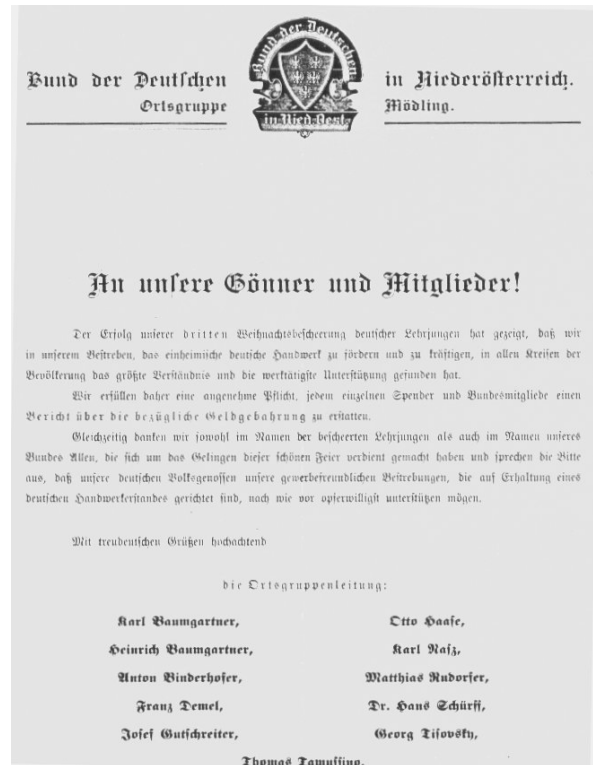 Bund der Deutschen
in Niederösterreich.
Ortsgruppe
Mödling.
Bund der Deutschen
in Nied. Öst.
An unsere Gönner und Mitglieder!
Der Erfolg unserer dritten Weihnachtsbescheerung deutscher Lehrjungen hat gezeigt, daß wir
in unserem Bestreben, das einheimische deutsche Handwerk zu fördern und zu kräftigen, in allen Kreisen der
Bevölkerung das größte Verständnis und die werktätigste Unterstützung gefunden hat.
Wir erfüllen daher eine angenehme Pflicht, jedem einzelnen Spender und Bundesmitgliede einen
Bericht über die bezügliche Geldgebahrung zu erstatten.
Gleichzeitig danken wir sowohl im Namen der bescheerten Lehrjungen als auch im Namen unseres
Bundes Allen, die sich um das Gelingen dieser schönen Feier verdient gemacht haben und sprechen die Bitte
aus, daß unsere deutschen Volksgenossen unsere gewerbefreundlichen Bestrebungen, die auf Erhaltung eines
deutschen Handwerkerstandes gerichtet sind, nach wie vor opferwilligst unterstützen mögen.
Mit treudeutschen Grüßen hochachtend
die Ortsgruppenleitung:
Karl Baumgartner,
Otto Haase,
Heinrich Baumgartner,
Karl Rasz,
Anton Binderhofer,
Matthias Rudorfer,
Franz Demel,
Dr. Hans Schürff,
Josef Gutschreiter,
Georg Tisovsky,
Thomas Tamussino.